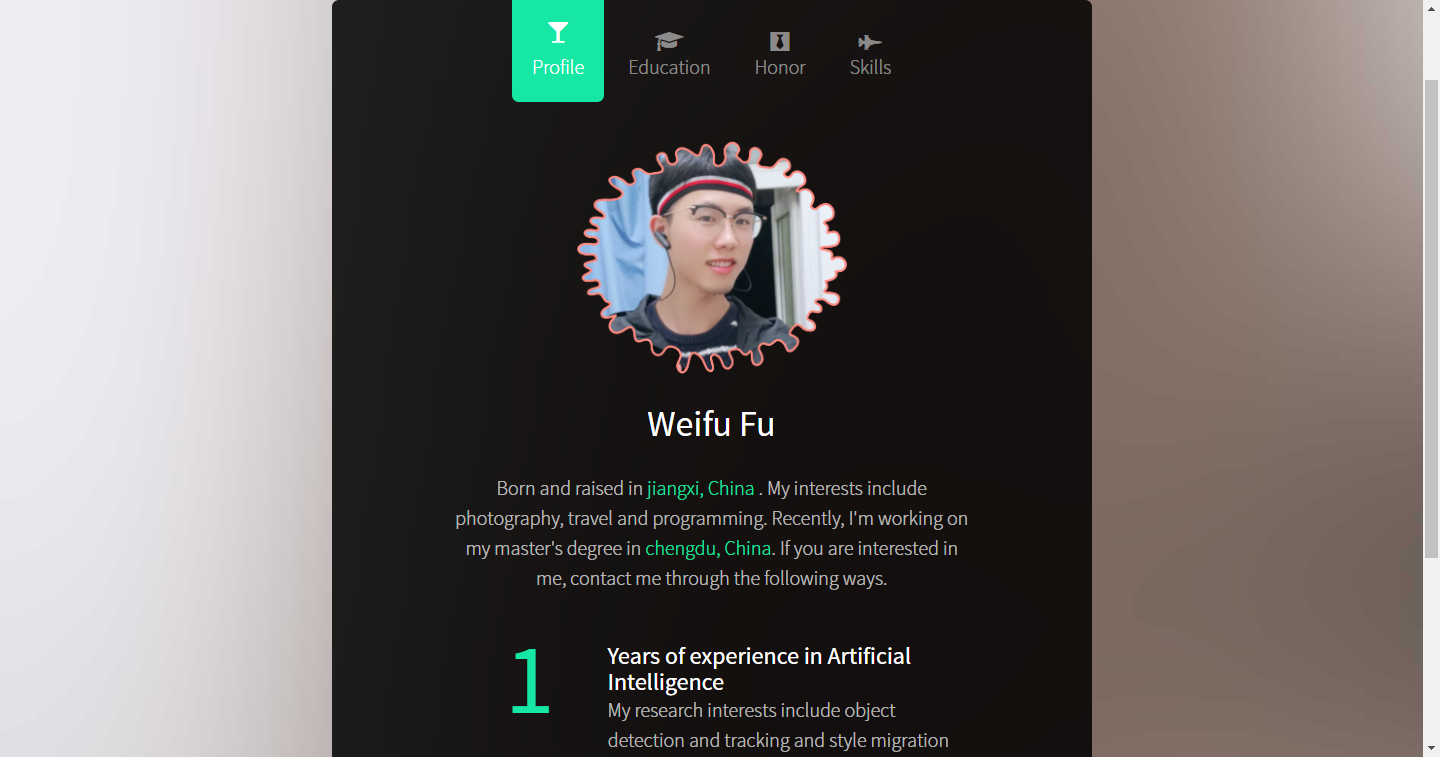 Profile
Education
Honor
Skills
Weifu Fu
Born and raised in jiangxi, China . My interests include
photography, travel and programming. Recently, I'm working on
my master's degree in chengdu, China. If you are interested in
me, contact me through the following ways.
1
Years of experience in Artificial
Intelligence
My research interests include object
detection and tracking and style migration